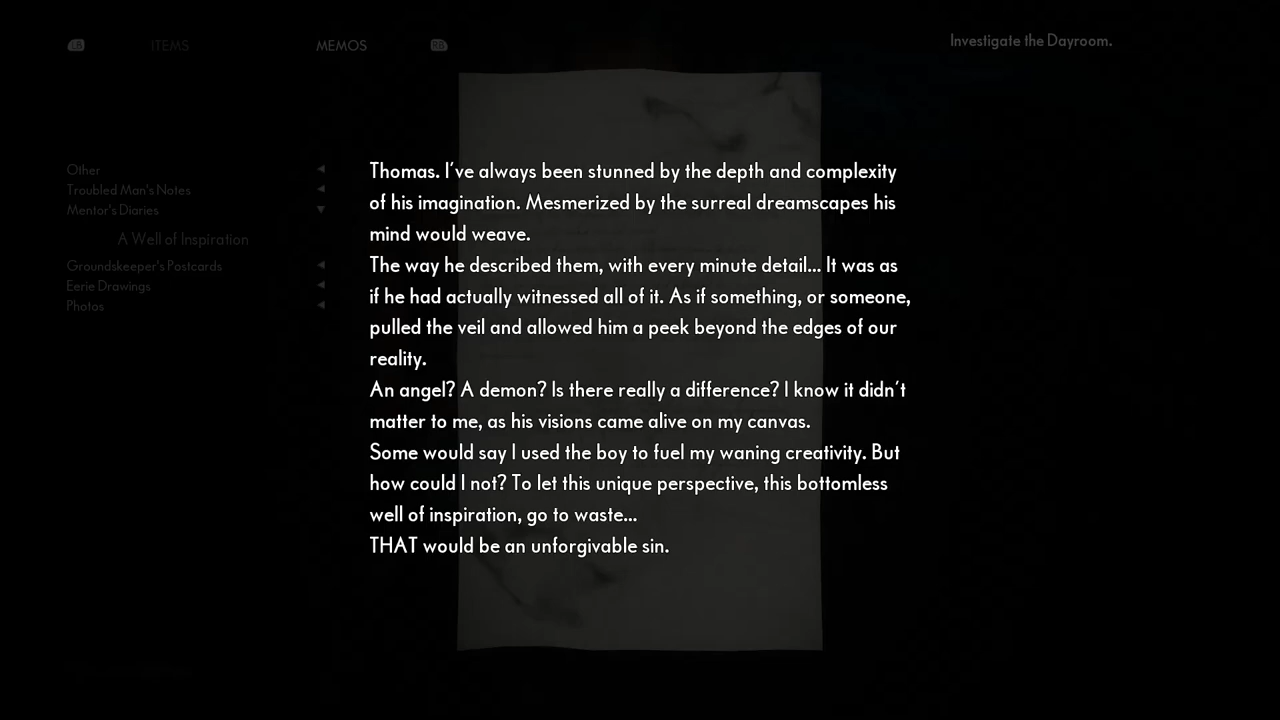 LB ITEMS MEMOS RB
Investigate the Dayroom.
Other
Troubled Man's Notes
Mentor's Diaries
A Well of Inspiration
Groundskeeper's Postcards
Eerie Drawings
Photos
Thomas. I've always been stunned by the depth and complexity
of his imagination. Mesmerized by the surreal dreamscapes his
mind would weave.
The way he described them, with every minute detail... It was as
if he had actually witnessed all of it. As if something, or someone,
pulled the veil and allowed him a peek beyond the edges of our
reality.
An angel? A demon? Is there really a difference? I know it didn't
matter to me, as his visions came alive on my canvas.
Some would say I used the boy to fuel my waning creativity. But
how could I not? To let this unique perspective, this bottomless
well of inspiration, go to waste...
THAT would be an unforgivable sin.